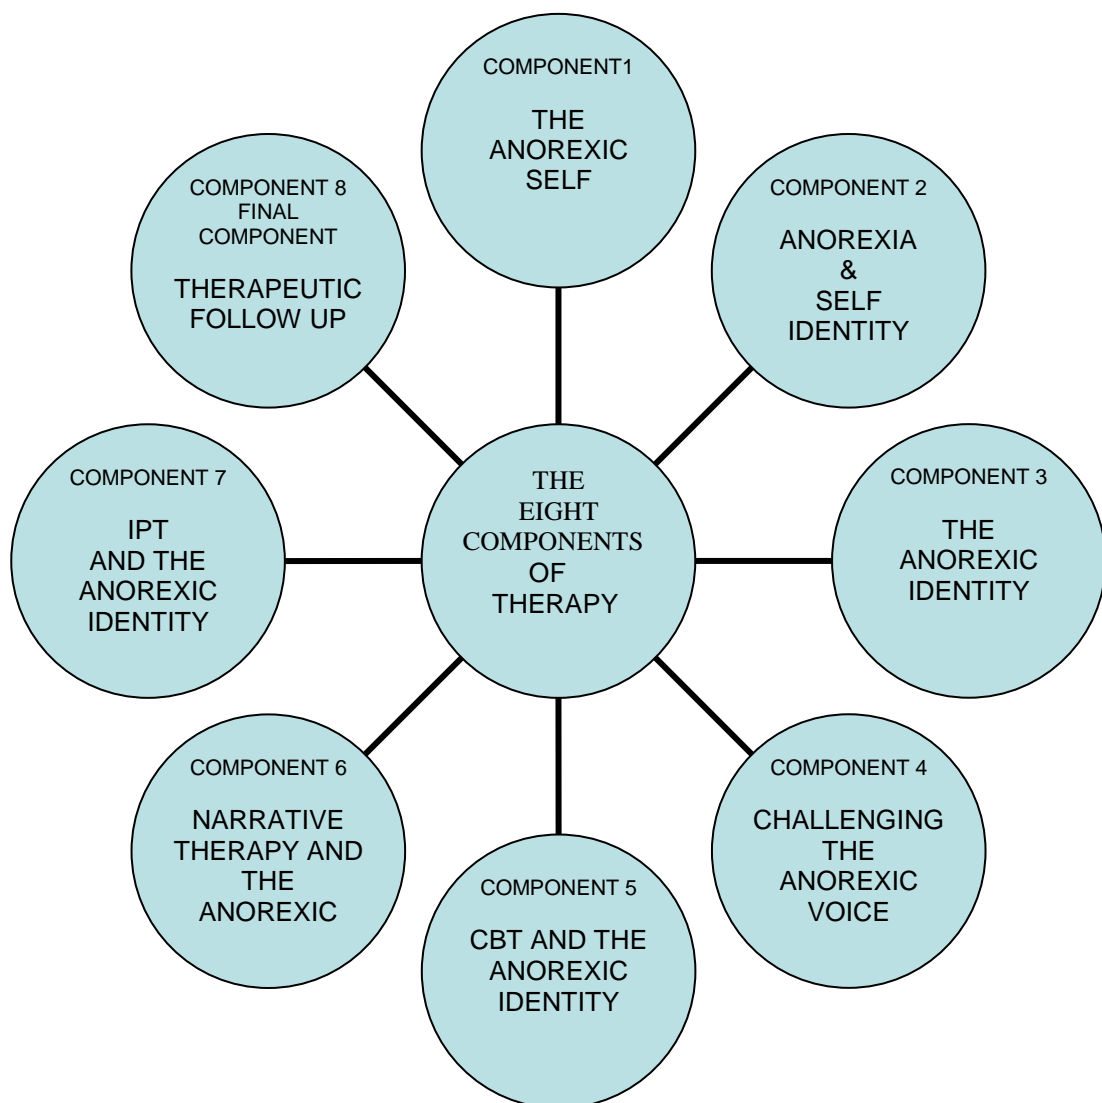 COMPONENT1
THE
ANOREXIC
SELF
COMPONENT 2
ANOREXIA
&
SELF
IDENTITY
COMPONENT 3
THE
ANOREXIC
IDENTITY
COMPONENT 4
CHALLENGING
THE
ANOREXIC
VOICE
COMPONENT 5
CBT AND THE
ANOREXIC
IDENTITY
COMPONENT 6
NARRATIVE
THERAPY AND
THE
ANOREXIC
COMPONENT 7
IPT
AND THE
ANOREXIC
IDENTITY
COMPONENT 8
FINAL
COMPONENT
THERAPEUTIC
FOLLOW UP
THE
EIGHT
COMPONENTS
OF
THERAPY